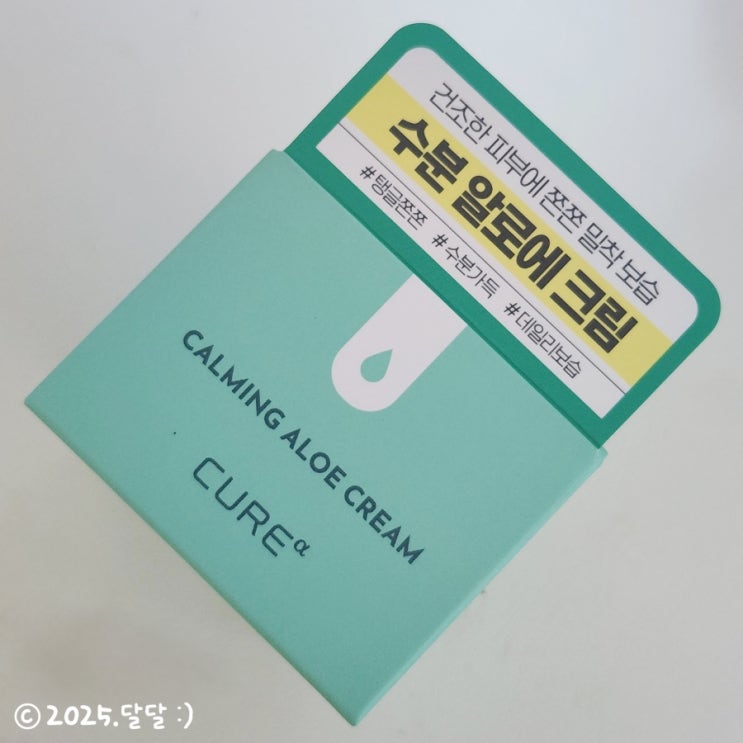 건조한 피부에 쫀쫀 밀착 보습
수분 알로에 크림
#탱글쫀쫀 #수분가득 #데일리보습
CALMING ALOE CREAM
CURE α
©2025.달달 :)